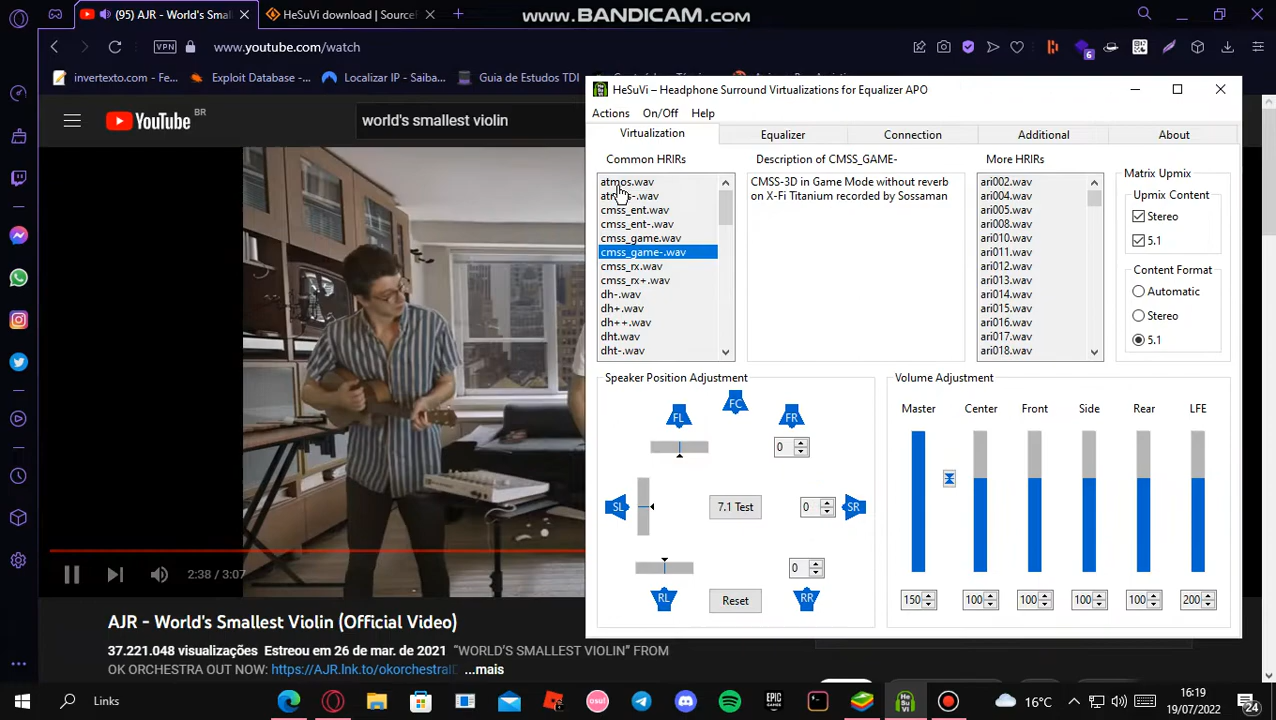 (95) AJR - World's Small
HeSuVi download | Source
www.BANDICAM.com
VPN
www.youtube.com/watch
6
invertexto.com - Fe...
Exploit Database -...
Localizar IP - Saiba...
Guia de Estudos TDI
YouTube BR
world's smallest violin
HeSuVi – Headphone Surround Virtualizations for Equalizer APO
Actions On/Off Help
Virtualization Equalizer Connection Additional About
Common HRIRs
atmos.wav
cmss_ent.wav
cmss_ent-.wav
cmss_game.wav
cmss_game-.wav
cmss_rx.wav
cmss_rx+.wav
dh-.wav
dh+.wav
dh++.wav
dht.wav
dht-.wav
Description of CMSS_GAME-
CMSS-3D in Game Mode without reverb
on X-Fi Titanium recorded by Sossaman
More HRIRs
ari002.wav
ari004.wav
ari005.wav
ari008.wav
ari010.wav
ari011.wav
ari012.wav
ari013.wav
ari014.wav
ari015.wav
ari016.wav
ari017.wav
ari018.wav
Matrix Upmix
Upmix Content
Stereo
5.1
Content Format
Automatic
Stereo
5.1
Speaker Position Adjustment
FL FC FR
0
SL 7.1 Test 0 SR
0
RL Reset RR
Volume Adjustment
Master Center Front Side Rear LFE
150 100 100 100 100 200
2:38 / 3:07
AJR - World's Smallest Violin (Official Video)
37.221.048 visualizações Estreou em 26 de mar. de 2021 “WORLD'S SMALLEST VIOLIN” FROM
OK ORCHESTRA OUT NOW: https://AJR.lnk.to/okorchestraI ...mais
Links
osu!
EPIC GAMES
HeSuVi
16°C
16:19
19/07/2022
24